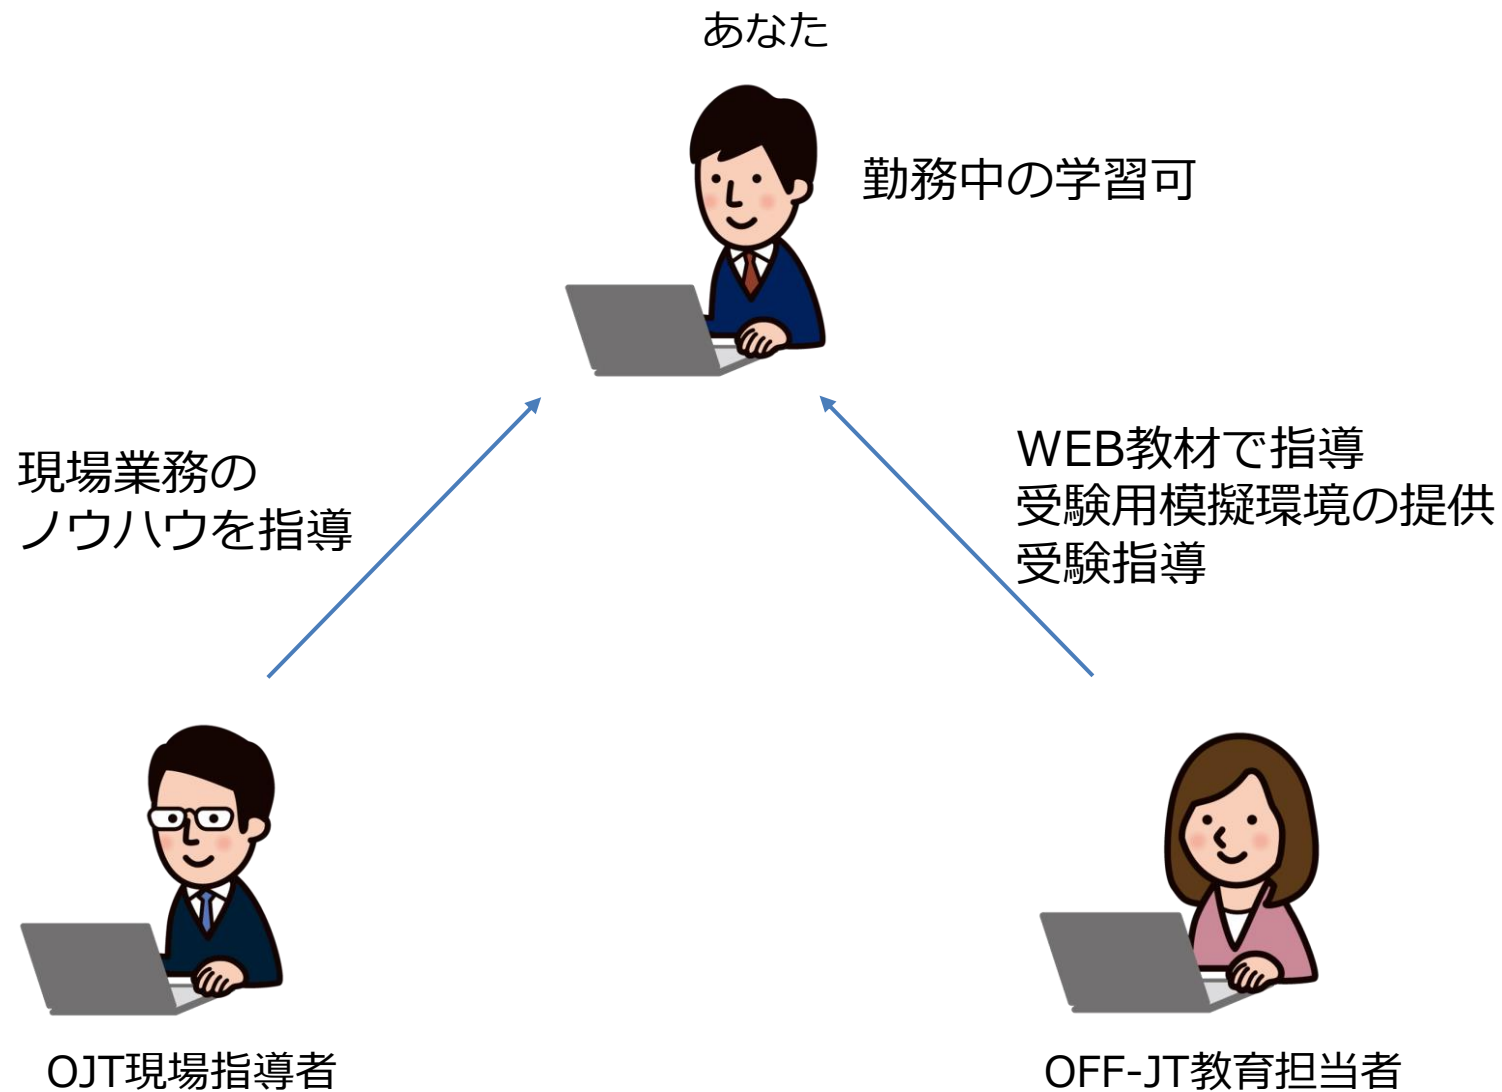 あなた
勤務中の学習可
現場業務の
ノウハウを指導
WEB教材で指導
受験用模擬環境の提供
受験指導
OJT現場指導者
OFF-JT教育担当者